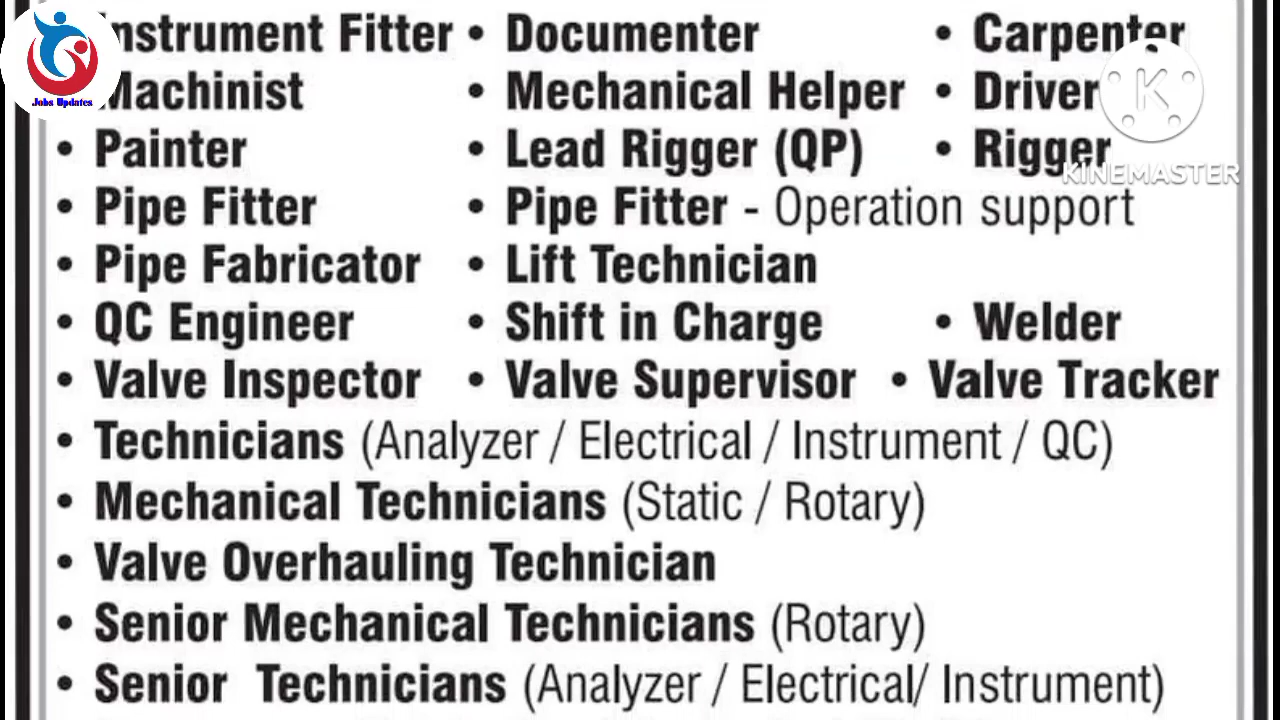 Instrument Fitter • Documenter • Carpenter
Machinist • Mechanical Helper • Driver
• Painter • Lead Rigger (QP) • Rigger
• Pipe Fitter • Pipe Fitter - Operation support
• Pipe Fabricator • Lift Technician
• QC Engineer • Shift in Charge • Welder
• Valve Inspector • Valve Supervisor • Valve Tracker
• Technicians (Analyzer / Electrical / Instrument / QC)
• Mechanical Technicians (Static / Rotary)
• Valve Overhauling Technician
• Senior Mechanical Technicians (Rotary)
• Senior Technicians (Analyzer / Electrical/ Instrument)
Jobs Updates
K
KINEMASTER